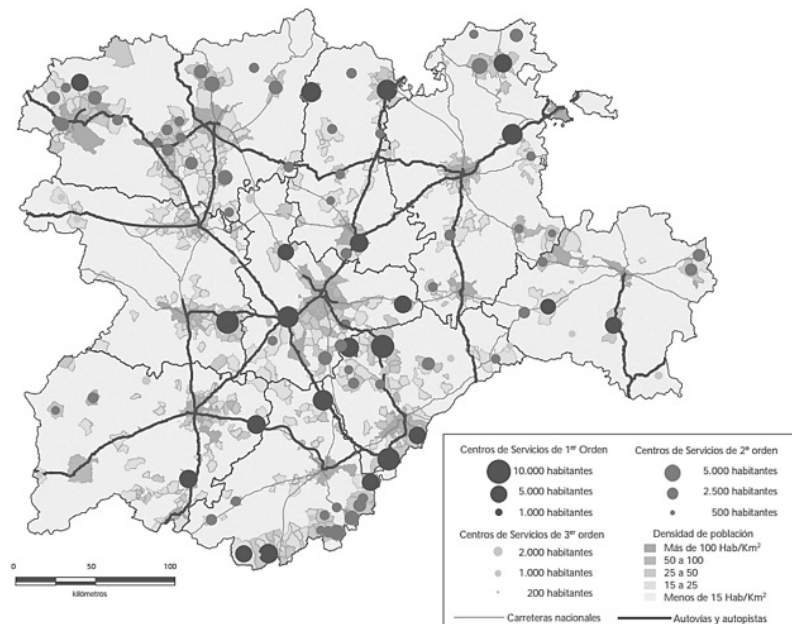 Centros de Servicios de 1er Orden
10.000 habitantes
5.000 habitantes
1.000 habitantes
Centros de Servicios de 2º orden
5.000 habitantes
2.500 habitantes
500 habitantes
Centros de Servicios de 3er orden
2.000 habitantes
1.000 habitantes
200 habitantes
Densidad de población
Más de 100 Hab/Km²
50 a 100
25 a 50
15 a 25
Menos de 15 Hab/Km²
Carreteras nacionales
Autovías y autopistas
0 50 100
kilómetros